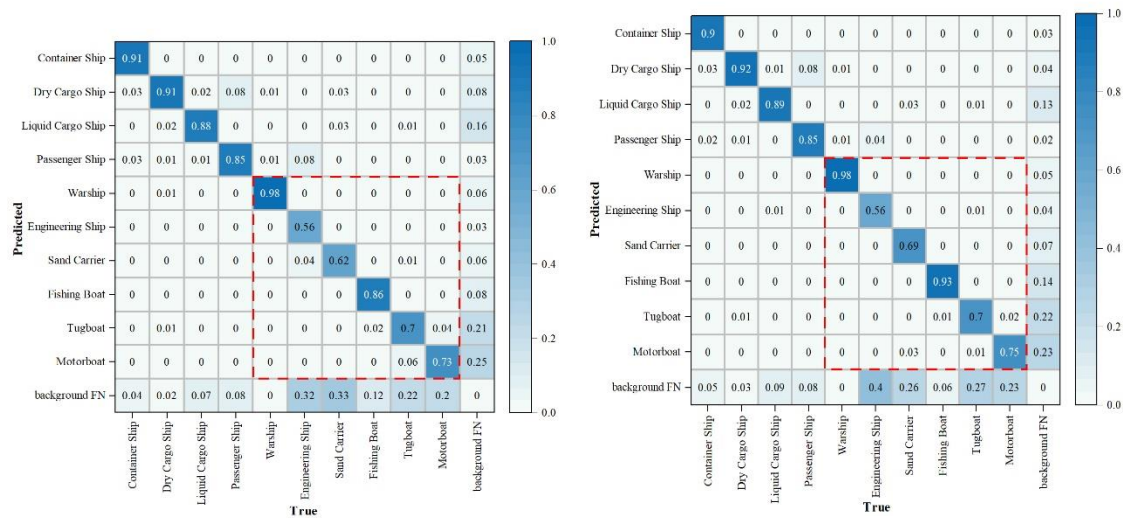 Container Ship 0.91 0 0 0 0 0 0 0 0 0 0.05
Dry Cargo Ship 0.03 0.91 0.02 0.08 0.01 0 0.03 0 0 0 0.08
Liquid Cargo Ship 0 0.02 0.88 0 0 0 0.03 0 0.01 0 0.16
Passenger Ship 0.03 0.01 0.01 0.85 0.01 0.08 0 0 0 0 0.03
Warship 0 0.01 0 0 0.98 0 0 0 0 0 0.06
Engineering Ship 0 0 0 0 0 0.56 0 0 0 0 0.03
Sand Carrier 0 0 0 0 0 0.04 0.62 0 0.01 0 0.06
Fishing Boat 0 0 0 0 0 0 0 0.86 0 0 0.08
Tugboat 0 0.01 0 0 0 0 0 0.02 0.7 0.04 0.21
Motorboat 0 0 0 0 0 0 0 0 0.06 0.73 0.25
background FN 0.04 0.02 0.07 0.08 0 0.32 0.33 0.12 0.22 0.2 0
Predicted
Container Ship
Dry Cargo Ship
Liquid Cargo Ship
Passenger Ship
Warship
Engineering Ship
Sand Carrier
Fishing Boat
Tugboat
Motorboat
background FN
True
1.0
0.8
0.6
0.4
0.2
0.0
Container Ship 0.9 0 0 0 0 0 0 0 0 0 0.03
Dry Cargo Ship 0.03 0.92 0.01 0.08 0.01 0 0 0 0 0 0.04
Liquid Cargo Ship 0 0.02 0.89 0 0 0 0.03 0 0.01 0 0.13
Passenger Ship 0.02 0.01 0 0.85 0.01 0.04 0 0 0 0 0.02
Warship 0 0 0 0 0.98 0 0 0 0 0 0.05
Engineering Ship 0 0 0.01 0 0 0.56 0 0 0.01 0 0.04
Sand Carrier 0 0 0 0 0 0 0.69 0 0 0 0.07
Fishing Boat 0 0 0 0 0 0 0 0.93 0 0 0.14
Tugboat 0 0.01 0 0 0 0 0 0.01 0.7 0.02 0.22
Motorboat 0 0 0 0 0 0 0.03 0 0.01 0.75 0.23
background FN 0.05 0.03 0.09 0.08 0 0.4 0.26 0.06 0.27 0.23 0
Predicted
Container Ship
Dry Cargo Ship
Liquid Cargo Ship
Passenger Ship
Warship
Engineering Ship
Sand Carrier
Fishing Boat
Tugboat
Motorboat
background FN
True
1.0
0.8
0.6
0.4
0.2
0.0